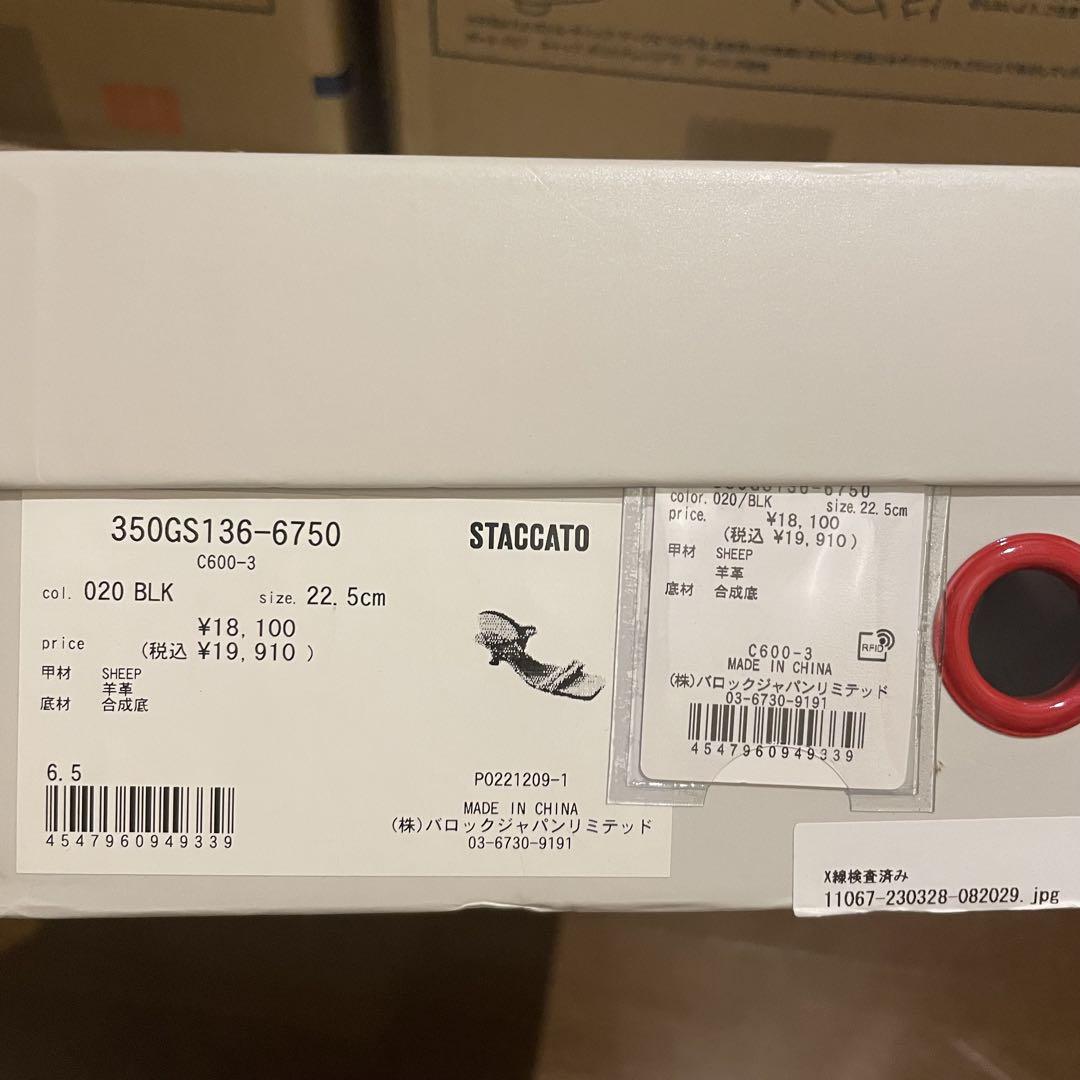 350GS136-6750
C600-3
STACCATO
col. 020 BLK size. 22.5cm
price ¥18,100
(税込 ¥19,910 )
甲材 SHEEP
羊革
底材 合成底
6.5
4547960949339
PO221209-1
MADE IN CHINA
(株)バロックジャパンリミテッド
03-6730-9191
350GS136-6750
color. 020/BLK size. 22.5cm
price. ¥18,100
(税込 ¥19,910 )
甲材 SHEEP
羊革
底材 合成底
RFID
C600-3
MADE IN CHINA
(株)バロックジャパンリミテッド
03-6730-9191
4547960949339
X線検査済み
11067-230328-082029.jpg